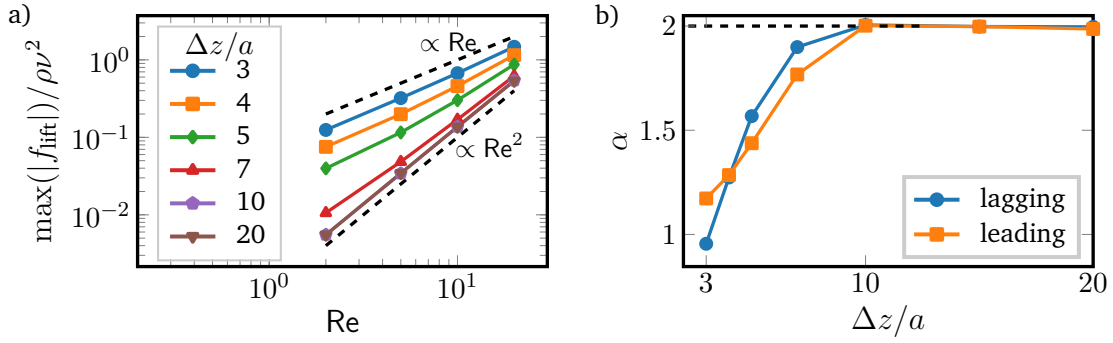 a)
max(|f_lift|)/ρν²
10⁰
10⁻¹
10⁻²
Δz/a
3
4
5
7
10
20
∝ Re
∝ Re²
10⁰
10¹
Re
b)
α
2
1.5
1
lagging
leading
3
10
20
Δz/a